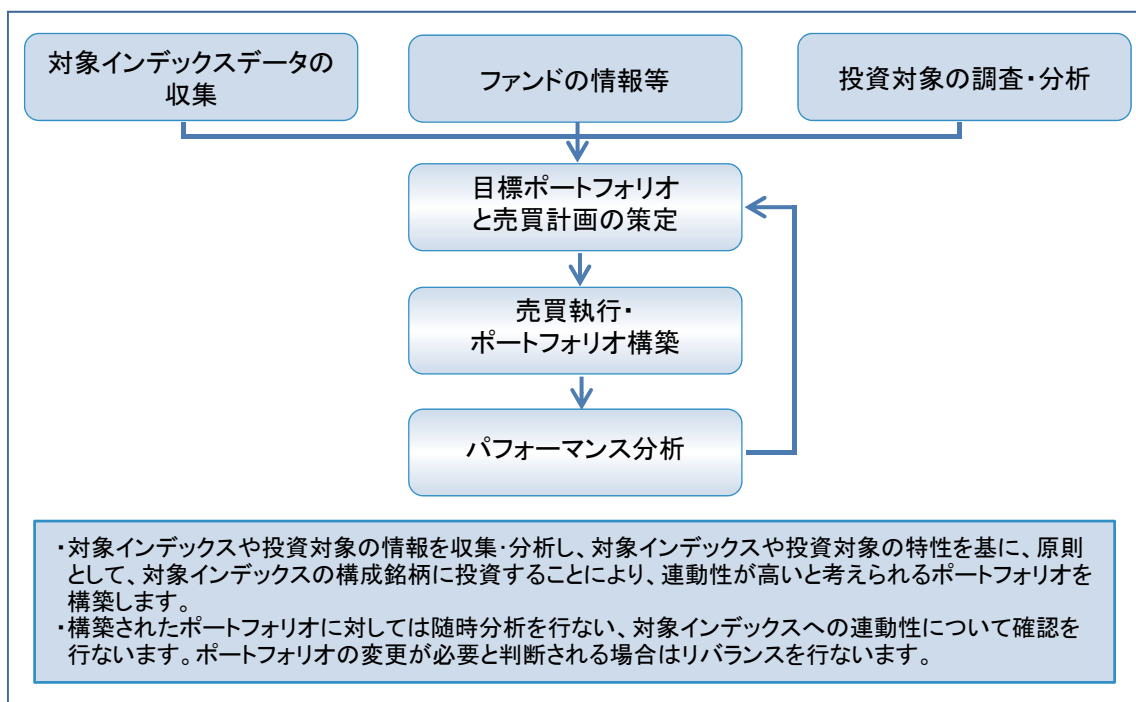 対象インデックスデータの
収集
ファンドの情報等
投資対象の調査・分析
目標ポートフォリオ
と売買計画の策定
売買執行・
ポートフォリオ構築
パフォーマンス分析
・対象インデックスや投資対象の情報を収集・分析し、対象インデックスや投資対象の特性を基に、原則
として、対象インデックスの構成銘柄に投資することにより、連動性が高いと考えられるポートフォリオを
構築します。
・構築されたポートフォリオに対しては随時分析を行ない、対象インデックスへの連動性について確認を
行ないます。ポートフォリオの変更が必要と判断される場合はリバランスを行ないます。